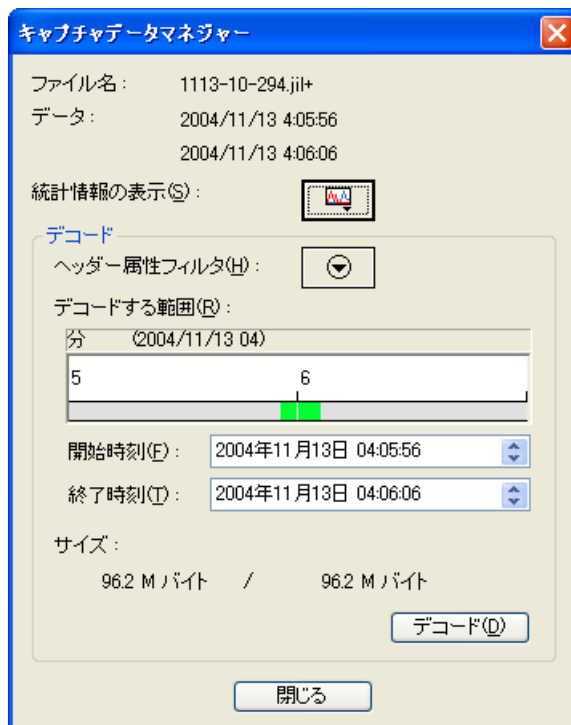 キャプチャデータマネジャー
ファイル名： 1113-10-294.jil+
データ： 2004/11/13 4:05:56
2004/11/13 4:06:06
統計情報の表示(S)：
デコード
ヘッダー属性フィルタ(H)：
デコードする範囲(R)：
分 (2004/11/13 04)
5 6
開始時刻(F)： 2004年11月13日 04:05:56
終了時刻(T)： 2004年11月13日 04:06:06
サイズ：
96.2 M バイト / 96.2 M バイト
デコード(D)
閉じる